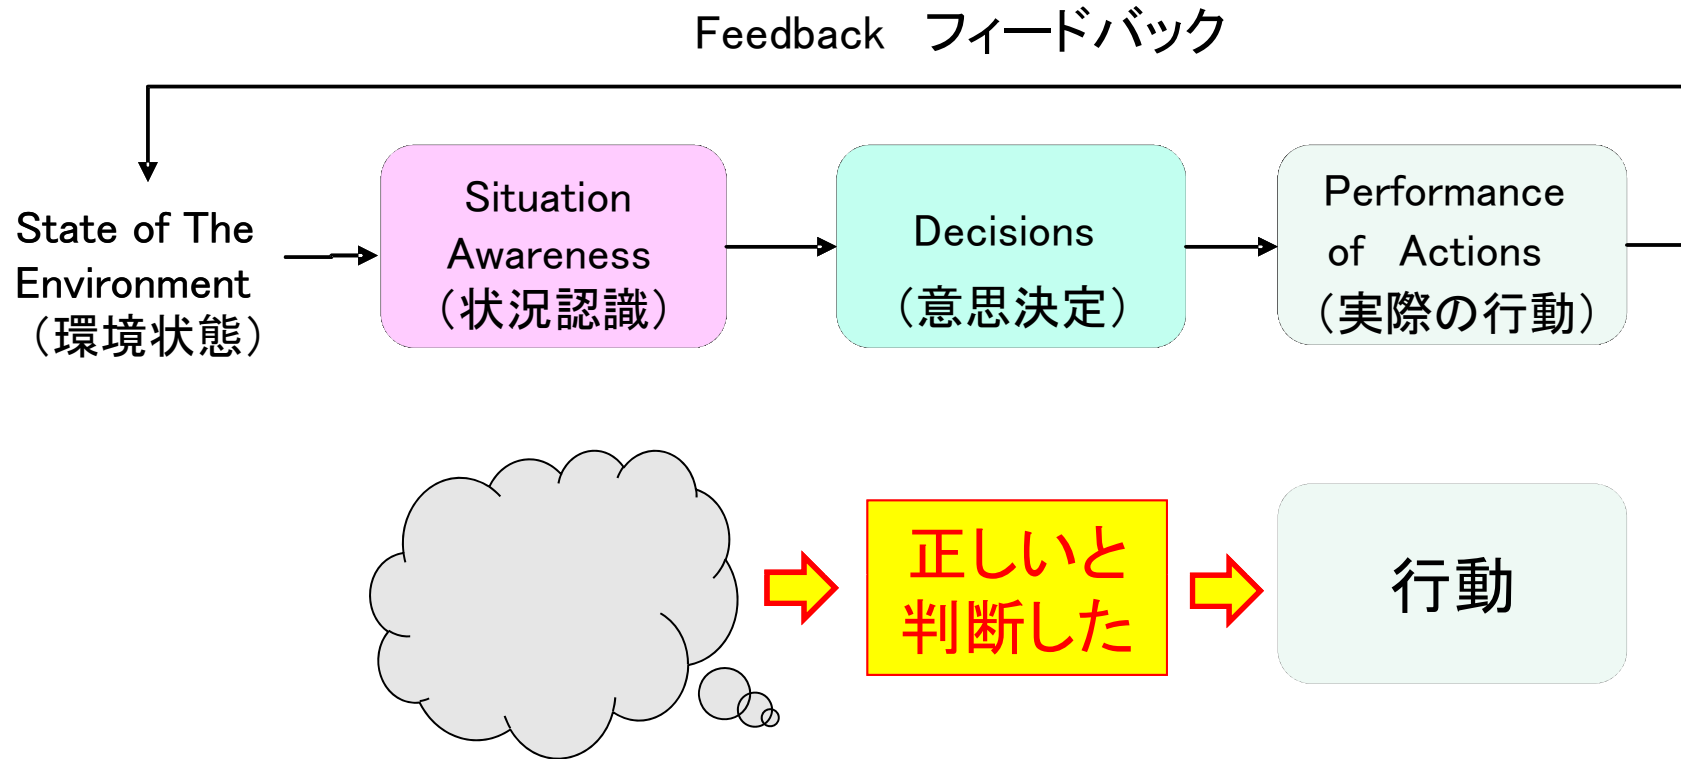 Feedback フィードバック
State of The
Environment
（環境状態）
Situation
Awareness
（状況認識）
Decisions
（意思決定）
Performance
of Actions
（実際の行動）
正しいと
判断した
行動